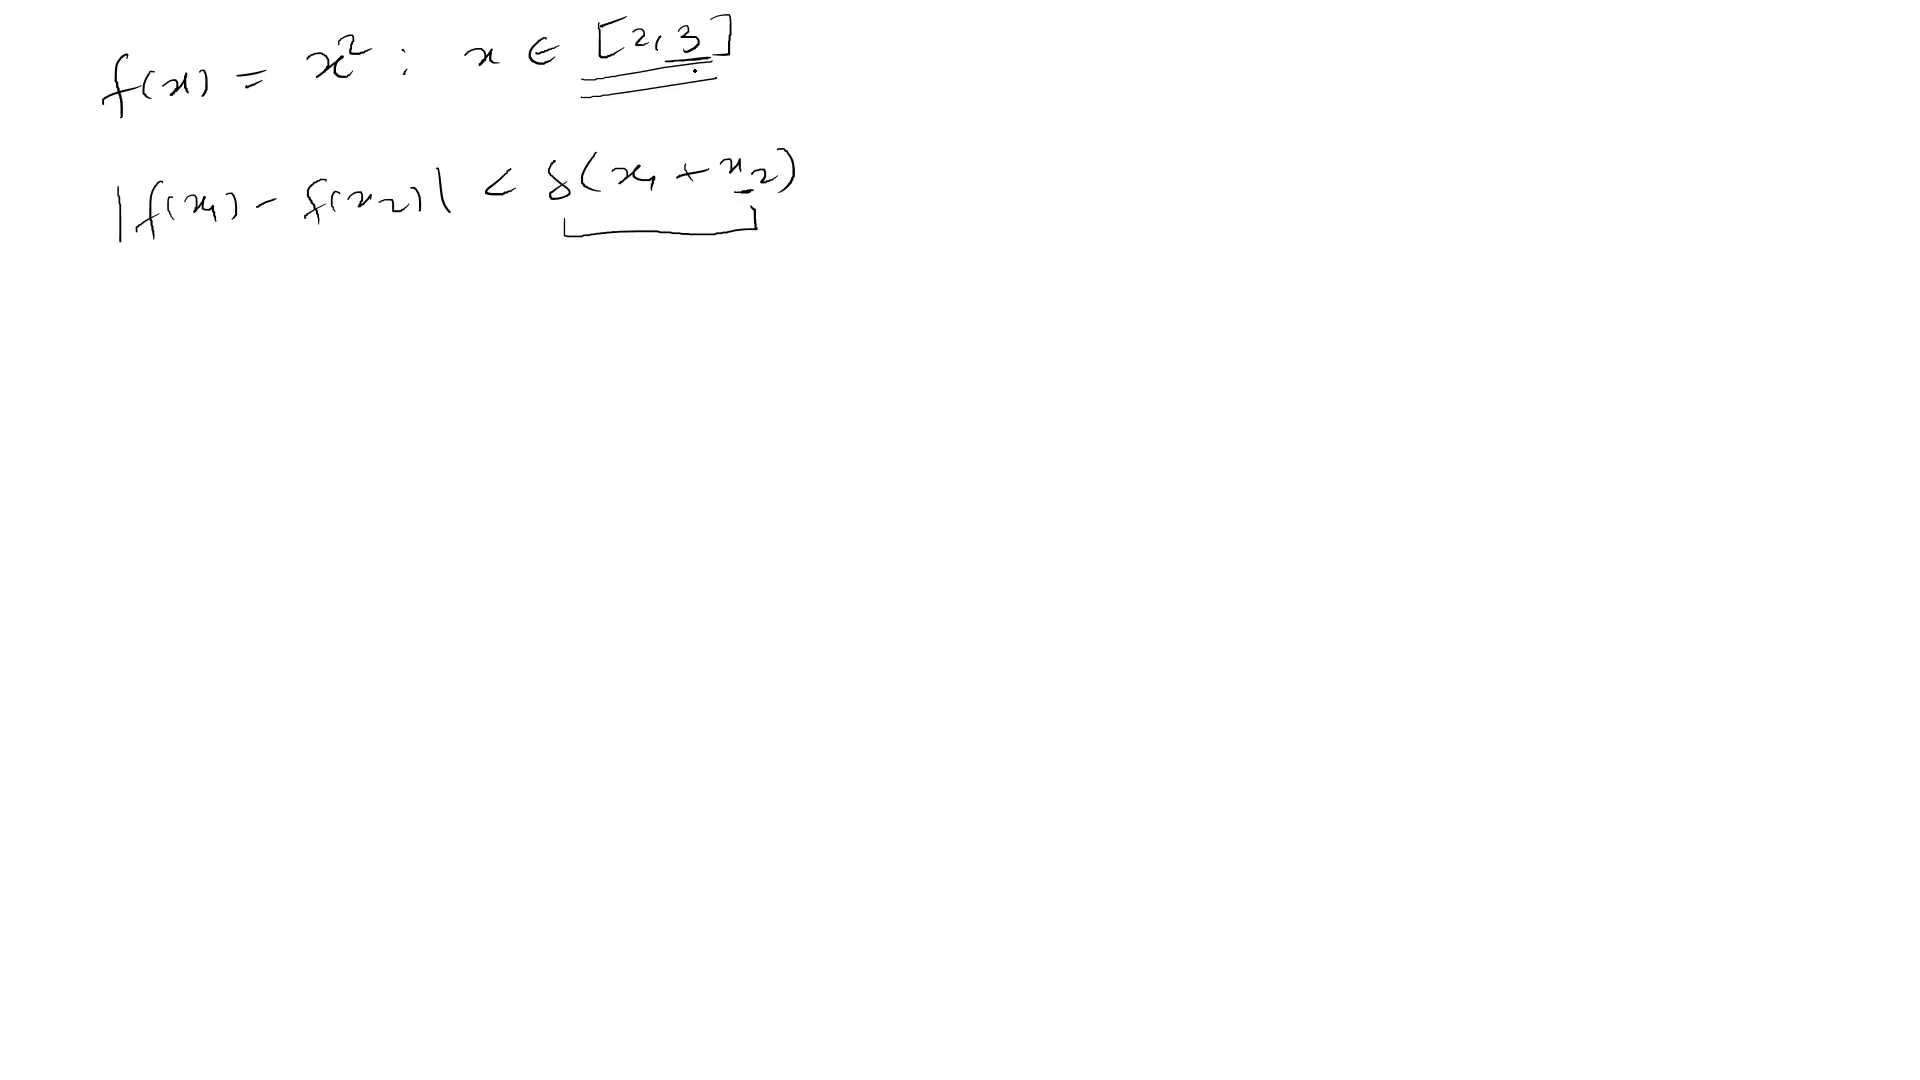 f(x) = x² : x ∈ [2, 3]
|f(x₁) - f(x₂)| < δ(x₁ + x₂)